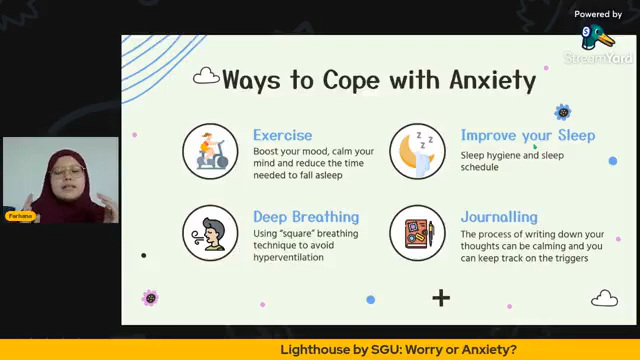 Powered by
S
StreamYard
Ways to Cope with Anxiety
Exercise
Boost your mood, calm your
mind and reduce the time
needed to fall asleep
z
z
z
Improve your Sleep
Sleep hygiene and sleep
schedule
Deep Breathing
Using "square" breathing
technique to avoid
hyperventilation
Journalling
The process of writing down your
thoughts can be calming and you
can keep track on the triggers
Farhana
Lighthouse by SGU: Worry or Anxiety?